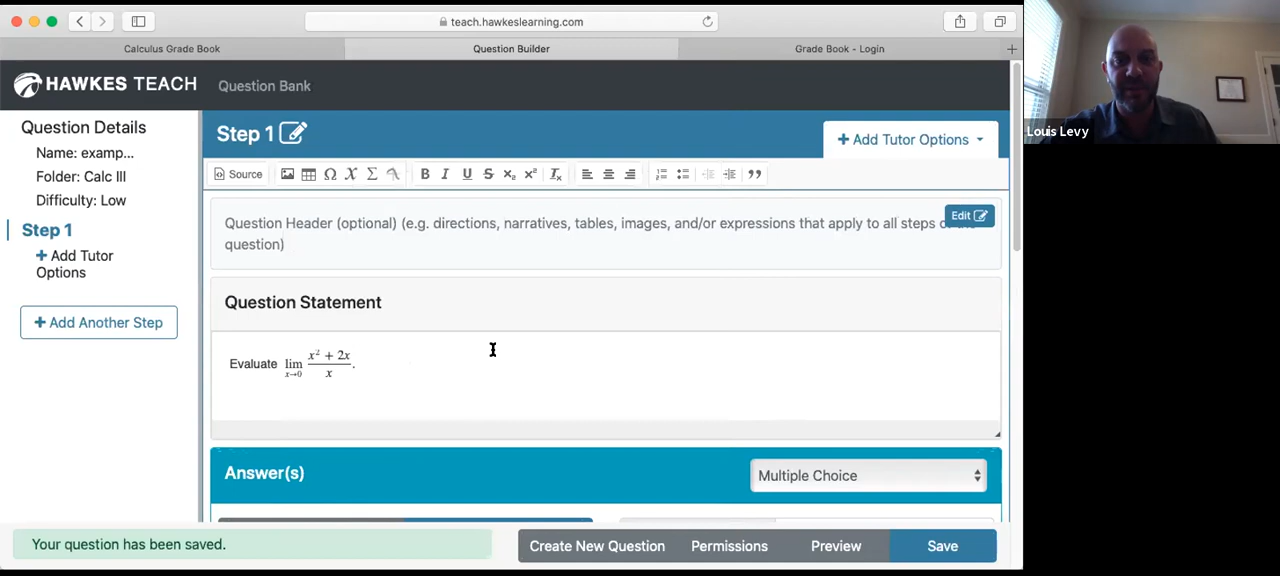 teach.hawkeslearning.com
Calculus Grade Book
Question Builder
Grade Book - Login
HAWKES TEACH
Question Bank
Question Details
Name: examp...
Folder: Calc III
Difficulty: Low
Step 1
+ Add Tutor
Options
+ Add Another Step
Step 1
+ Add Tutor Options
Source
Ω X Σ B I U S x₂ x² Tx
Question Header (optional) (e.g. directions, narratives, tables, images, and/or expressions that apply to all steps o
question)
Edit
Question Statement
Evaluate lim x→0 (x² + 2x)/x.
Answer(s)
Multiple Choice
Your question has been saved.
Create New Question
Permissions
Preview
Save
Louis Levy